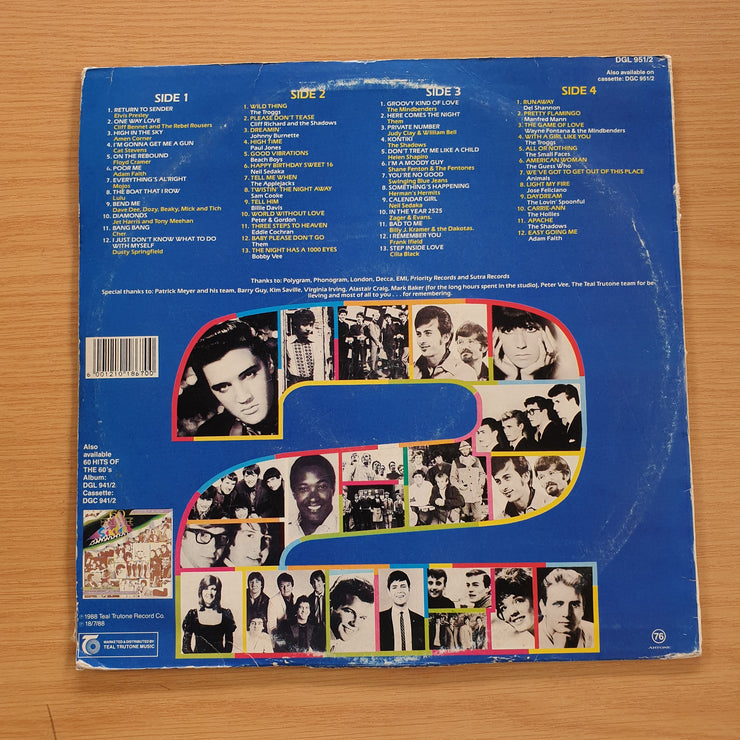 DGL 951/2
Also available on
cassette: DGC 951/2
SIDE 1
1. RETURN TO SENDER
Elvis Presley
2. ONE WAY LOVE
Cliff Bennet and The Rebel Rousers
3. HIGH IN THE SKY
Amen Corner
4. I'M GONNA GET ME A GUN
Cat Stevens
5. ON THE REBOUND
Floyd Cramer
6. POOR ME
Adam Faith
7. EVERYTHING'S AL'RIGHT
Mojos
8. THE BOAT THAT I ROW
Lulu
9. BEND ME
Dave Dee, Dozy, Beaky, Mick and Tich
10. DIAMONDS
Jet Harris and Tony Meehan
11. BANG BANG
Cher
12. I JUST DON'T KNOW WHAT TO DO
WITH MYSELF
Dusty Springfield
SIDE 2
1. WILD THING
The Troggs
2. PLEASE DON'T TEASE
Cliff Richard and the Shadows
3. DREAMIN'
Johnny Burnette
4. HIGH TIME
Paul Jones
5. GOOD VIBRATIONS
Beach Boys
6. HAPPY BIRTHDAY SWEET 16
Neil Sedaka
7. TELL ME WHEN
The Applejacks
8. TWISTIN' THE NIGHT AWAY
Sam Cooke
9. TELL HIM
Billie Davis
10. WORLD WITHOUT LOVE
Peter & Gordon
11. THREE STEPS TO HEAVEN
Eddie Cochran
12. BABY PLEASE DON'T GO
Them
13. THE NIGHT HAS A 1000 EYES
Bobby Vee
SIDE 3
1. GROOVY KIND OF LOVE
The Mindbenders
2. HERE COMES THE NIGHT
Them
3. PRIVATE NUMBER
Judy Clay & William Bell
4. KONTIKI
The Shadows
5. DON'T TREAT ME LIKE A CHILD
Helen Shapiro
6. I'M A MOODY GUY
Shane Fenton & The Fentones
7. YOU'RE NO GOOD
Swinging Blue Jeans
8. SOMETHING'S HAPPENING
Herman's Hermits
9. CALENDAR GIRL
Neil Sedaka
10. IN THE YEAR 2525
Zager & Evans.
11. BAD TO ME
Billy J. Kramer & the Dakotas.
12. I REMEMBER YOU
Frank Ifield
13. STEP INSIDE LOVE
Cilla Black
SIDE 4
1. RUNAWAY
Del Shannon
2. PRETTY FLAMINGO
Manfred Mann
3. THE GAME OF LOVE
Wayne Fontana & the Mindbenders
4. WITH A GIRL LIKE YOU
The Troggs
5. ALL OR NOTHING
The Small Faces
6. AMERICAN WOMAN
The Guess Who
7. WE'VE GOT TO GET OUT OF THIS PLACE
Animals
8. LIGHT MY FIRE
Jose Feliciano
9. DAYDREAM
The Lovin' Spoonful
10. CARRIE-ANN
The Hollies
11. APACHE
The Shadows
12. EASY GOING ME
Adam Faith
Thanks to: Polygram, Phonogram, London, Decca, EMI, Priority Records and Sutra Records
Special thanks to: Patrick Meyer and his team, Barry Guy, Kim Saville, Virginia Irving, Alastair Craig, Mark Baker (for the long hours spent in the studio). Peter Vee, The Teal Trutone team for be
lieving and most of all to you . . . for remembering.
6 001210 186700
Also
available
60 HITS OF
THE 60's
Album:
DGL 941/2
Cassette:
DGC 941/2
℗ 1988 Teal Trutone Record Co.
18/7/88
MARKETED & DISTRIBUTED BY
TEAL TRUTONE MUSIC
76
ARTONE